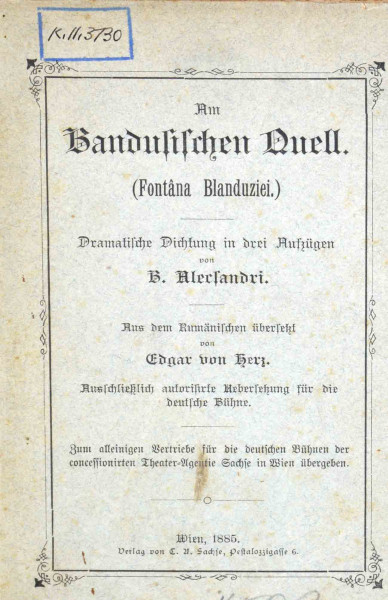 K.II,3730
Am
Bandusischen Quell.
(Fontâna Blanduziei.)
Dramatische Dichtung in drei Aufzügen
von
B. Alecsandri.
Aus dem Rumänischen übersetzt
von
Edgar von Herz.
Ausschließlich autorisirte Uebersetzung für die
deutsche Bühne.
Zum alleinigen Vertriebe für die deutschen Bühnen der
concessionirten Theater-Agentie Sachse in Wien übergeben.
Wien, 1885.
Verlag von C. A. Sachse, Pestalozzigasse 6.